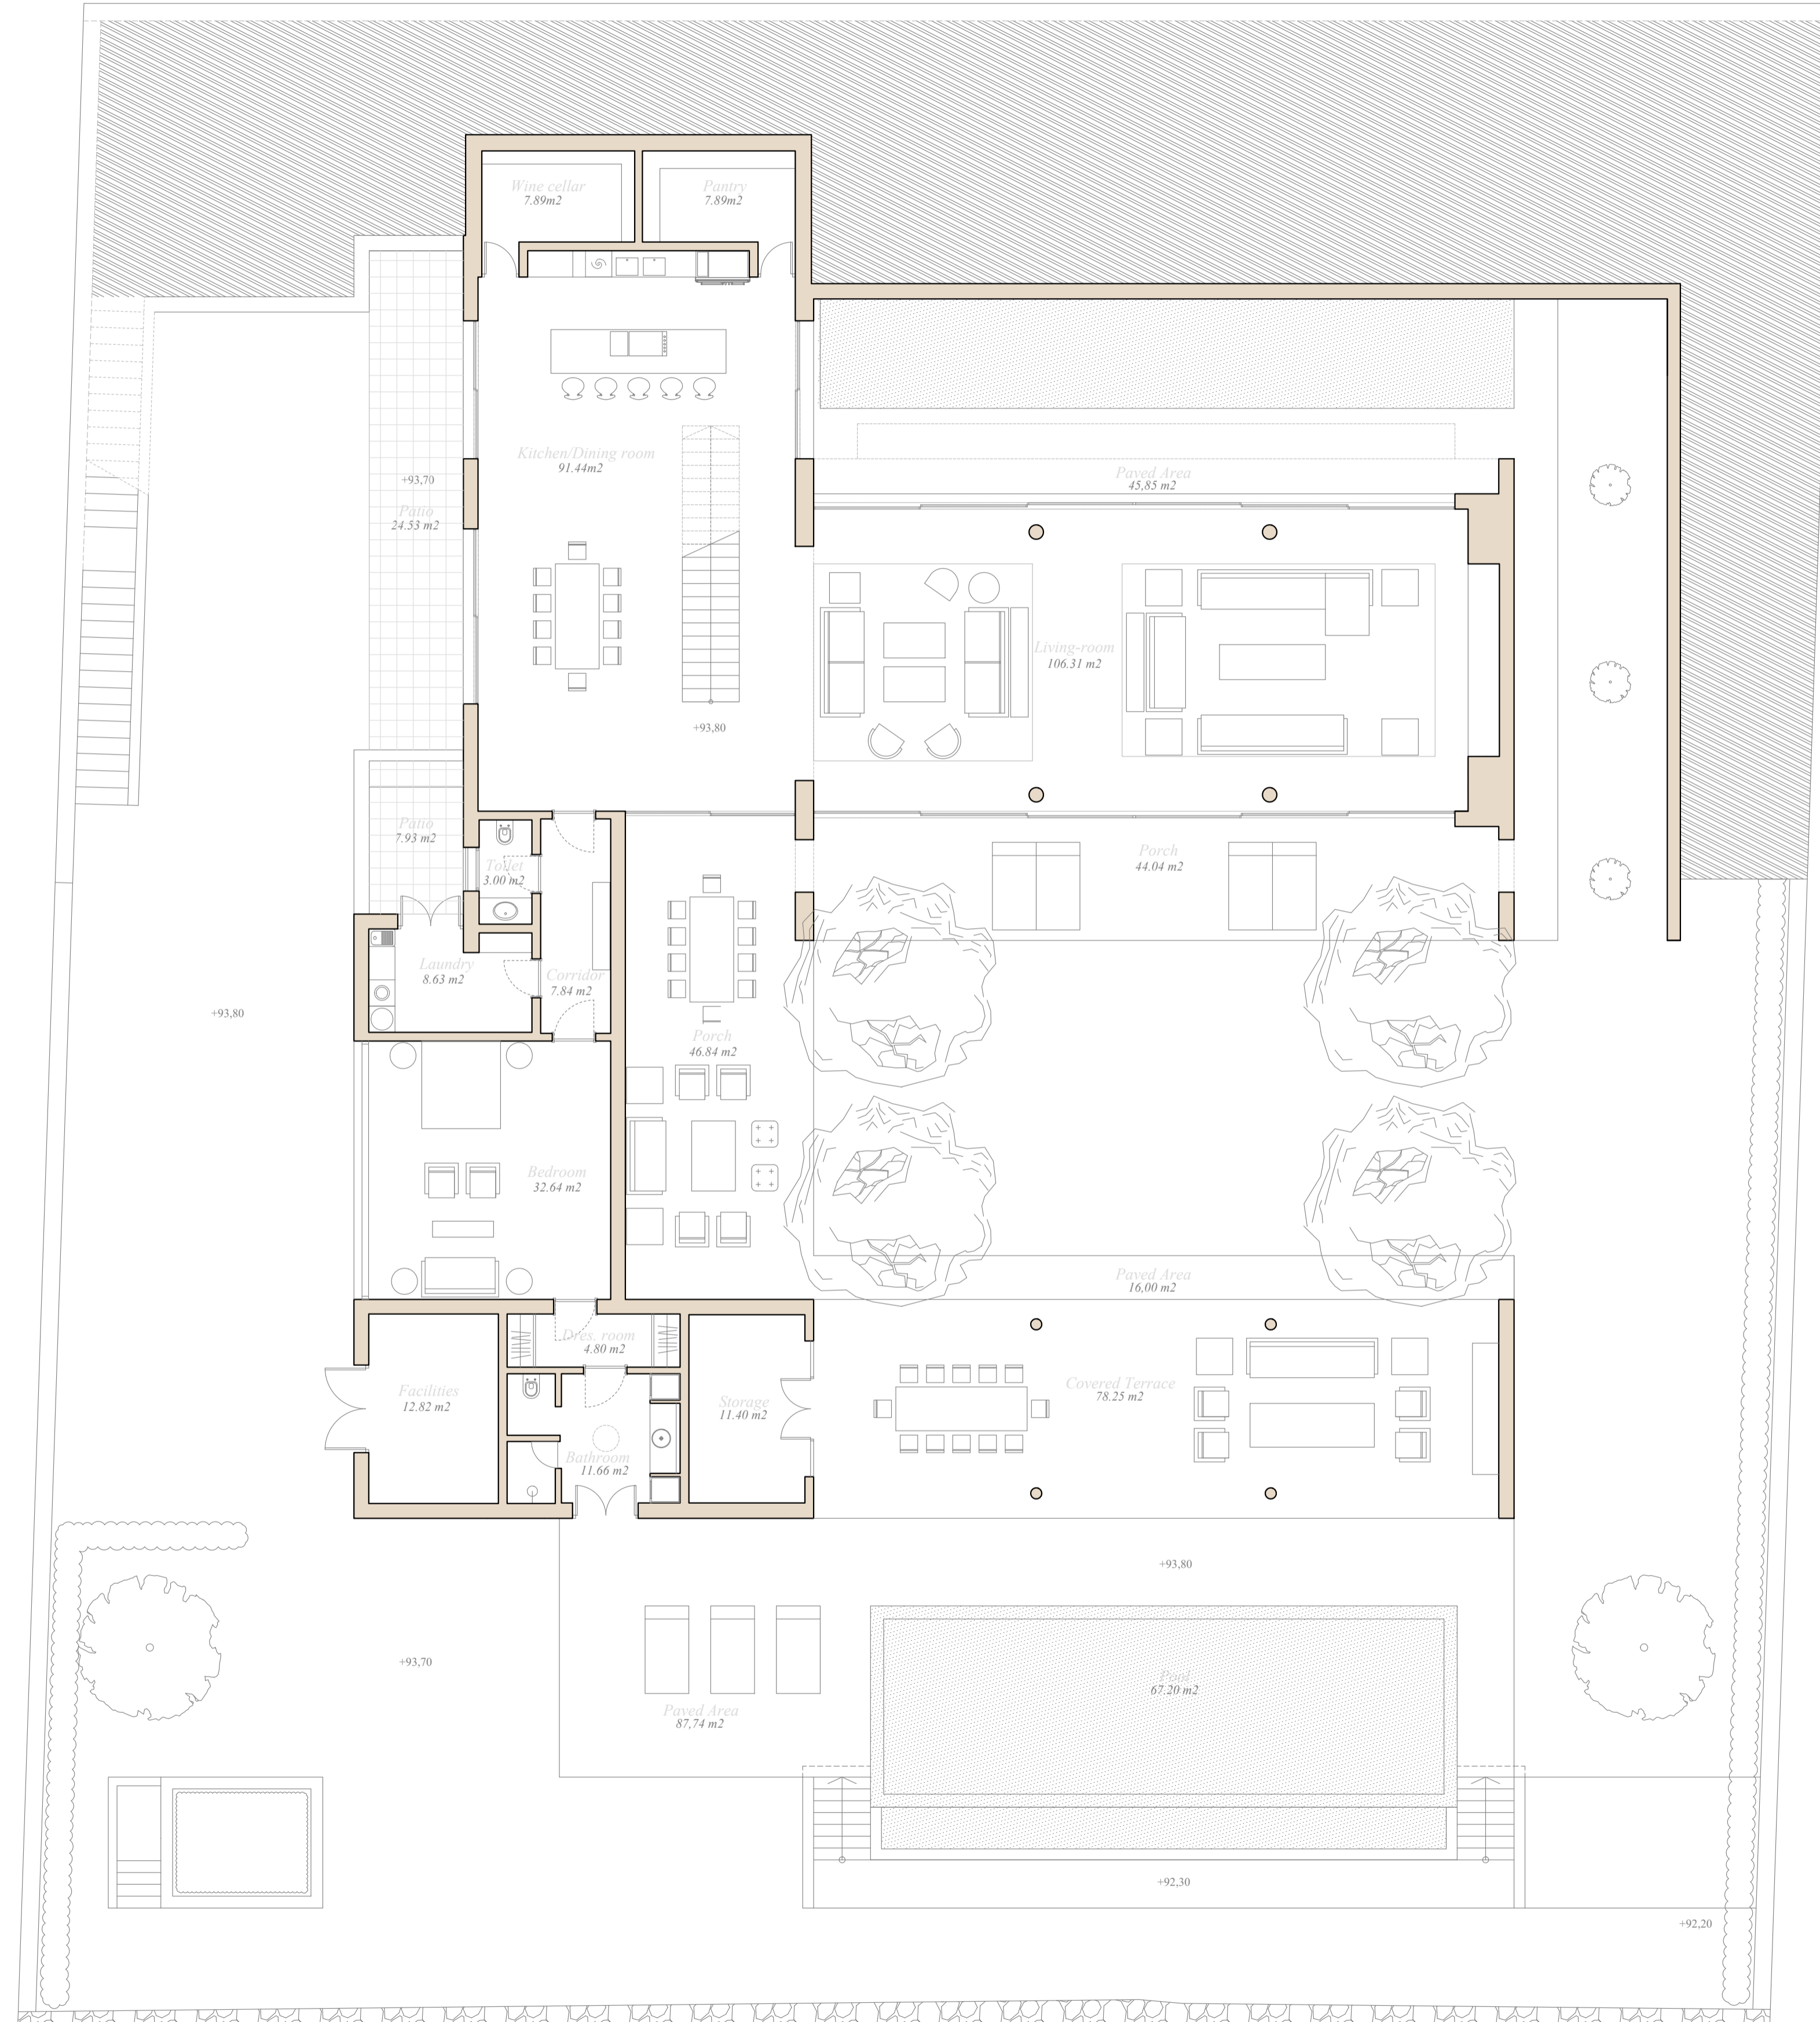 Wine cellar
7.89m2
Pantry
7.89m2
Kitchen/Dining room
91.44m2
Paved Area
45,85 m2
+93,70
Patio
24.53 m2
Living-room
106.31 m2
+93,80
Patio
7.93 m2
Toilet
3.00 m2
Porch
44.04 m2
Laundry
8.63 m2
Corridor
7.84 m2
+93,80
Porch
46.84 m2
Bedroom
32.64 m2
Paved Area
16,00 m2
Dres. room
4.80 m2
Facilities
12.82 m2
Storage
11.40 m2
Covered Terrace
78.25 m2
Bathroom
11.66 m2
+93,80
+93,70
Pool
67.20 m2
Paved Area
87,74 m2
+92,30
+92,20